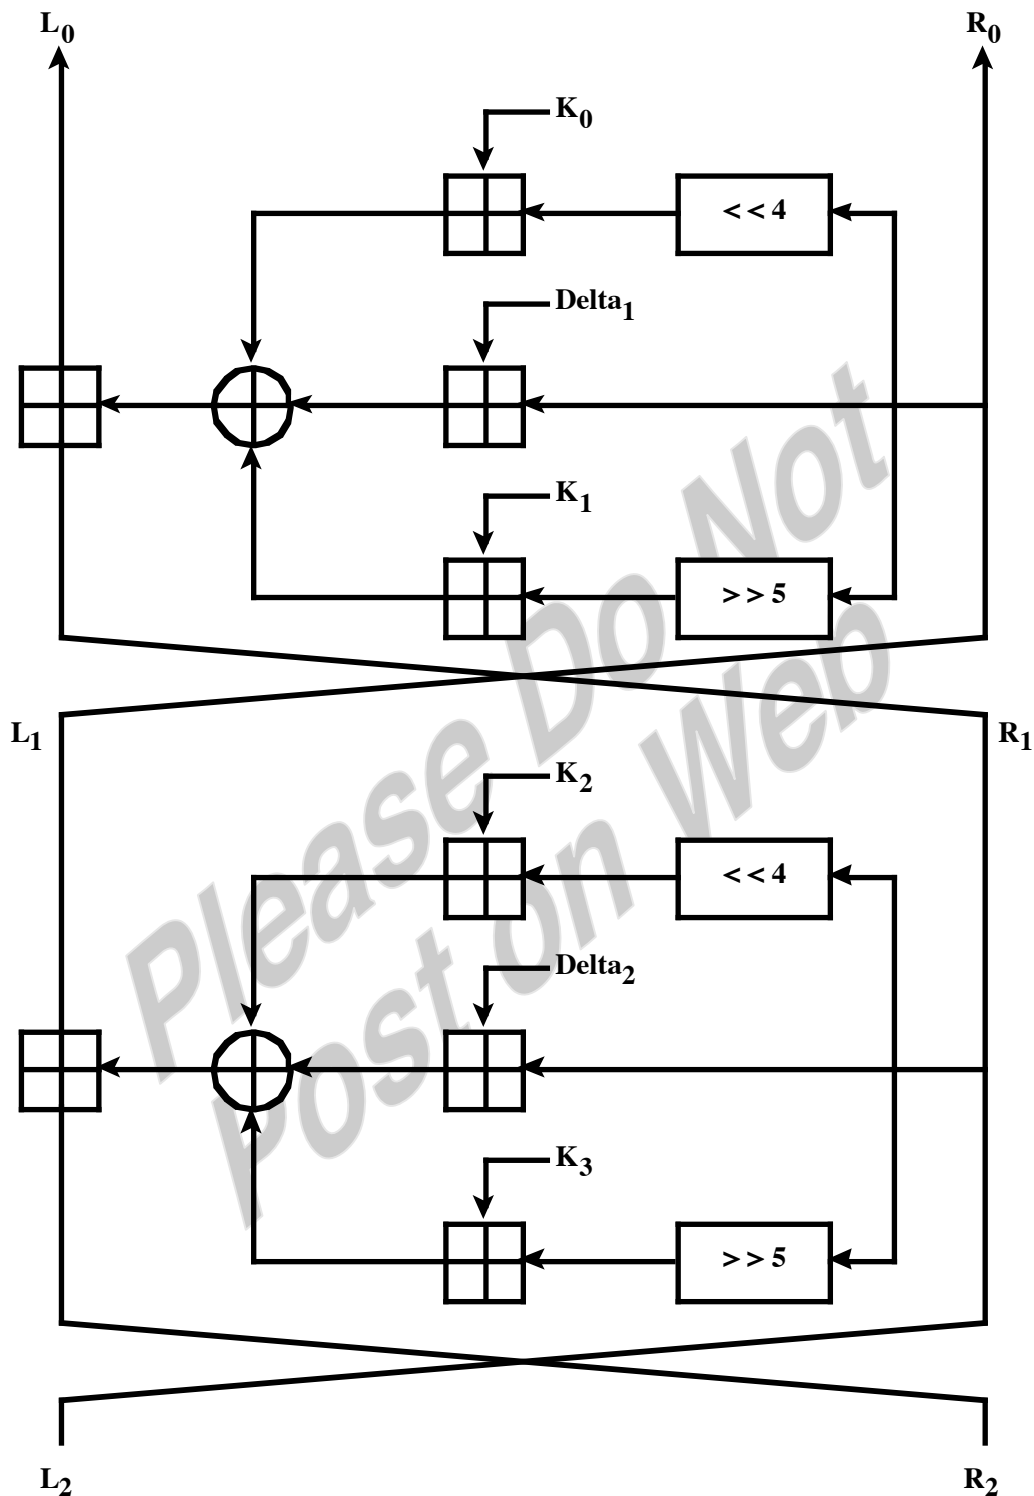 L0 R0
K0
<<4
Delta1
K1
>>5
L1 R1
K2
<<4
Delta2
K3
>>5
L2 R2
Please Do Not
Post on Web